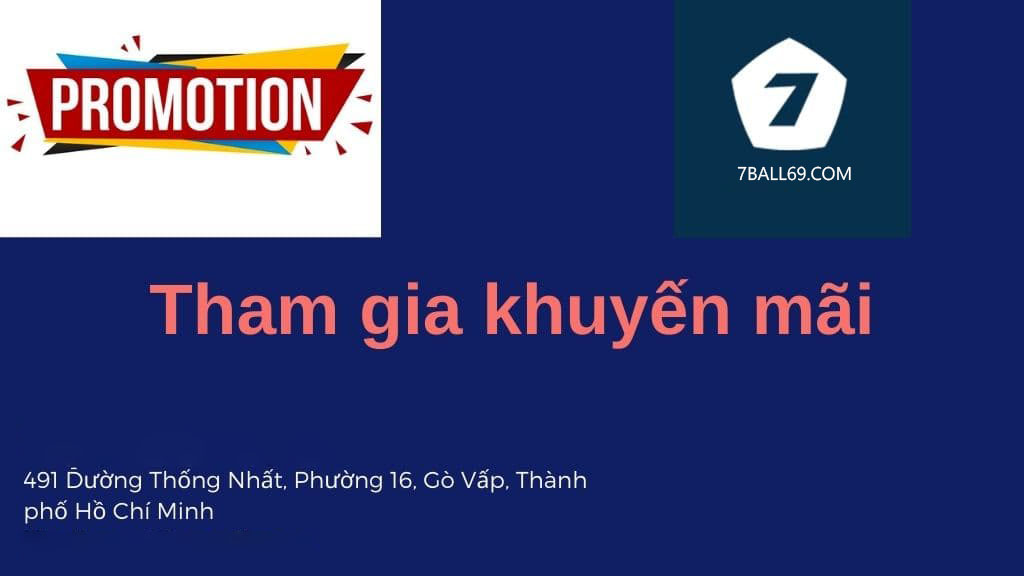 PROMOTION
7
7BALL69.COM
Tham gia khuyến mãi
491 Đường Thống Nhất, Phường 16, Gò Vấp, Thành
phố Hồ Chí Minh